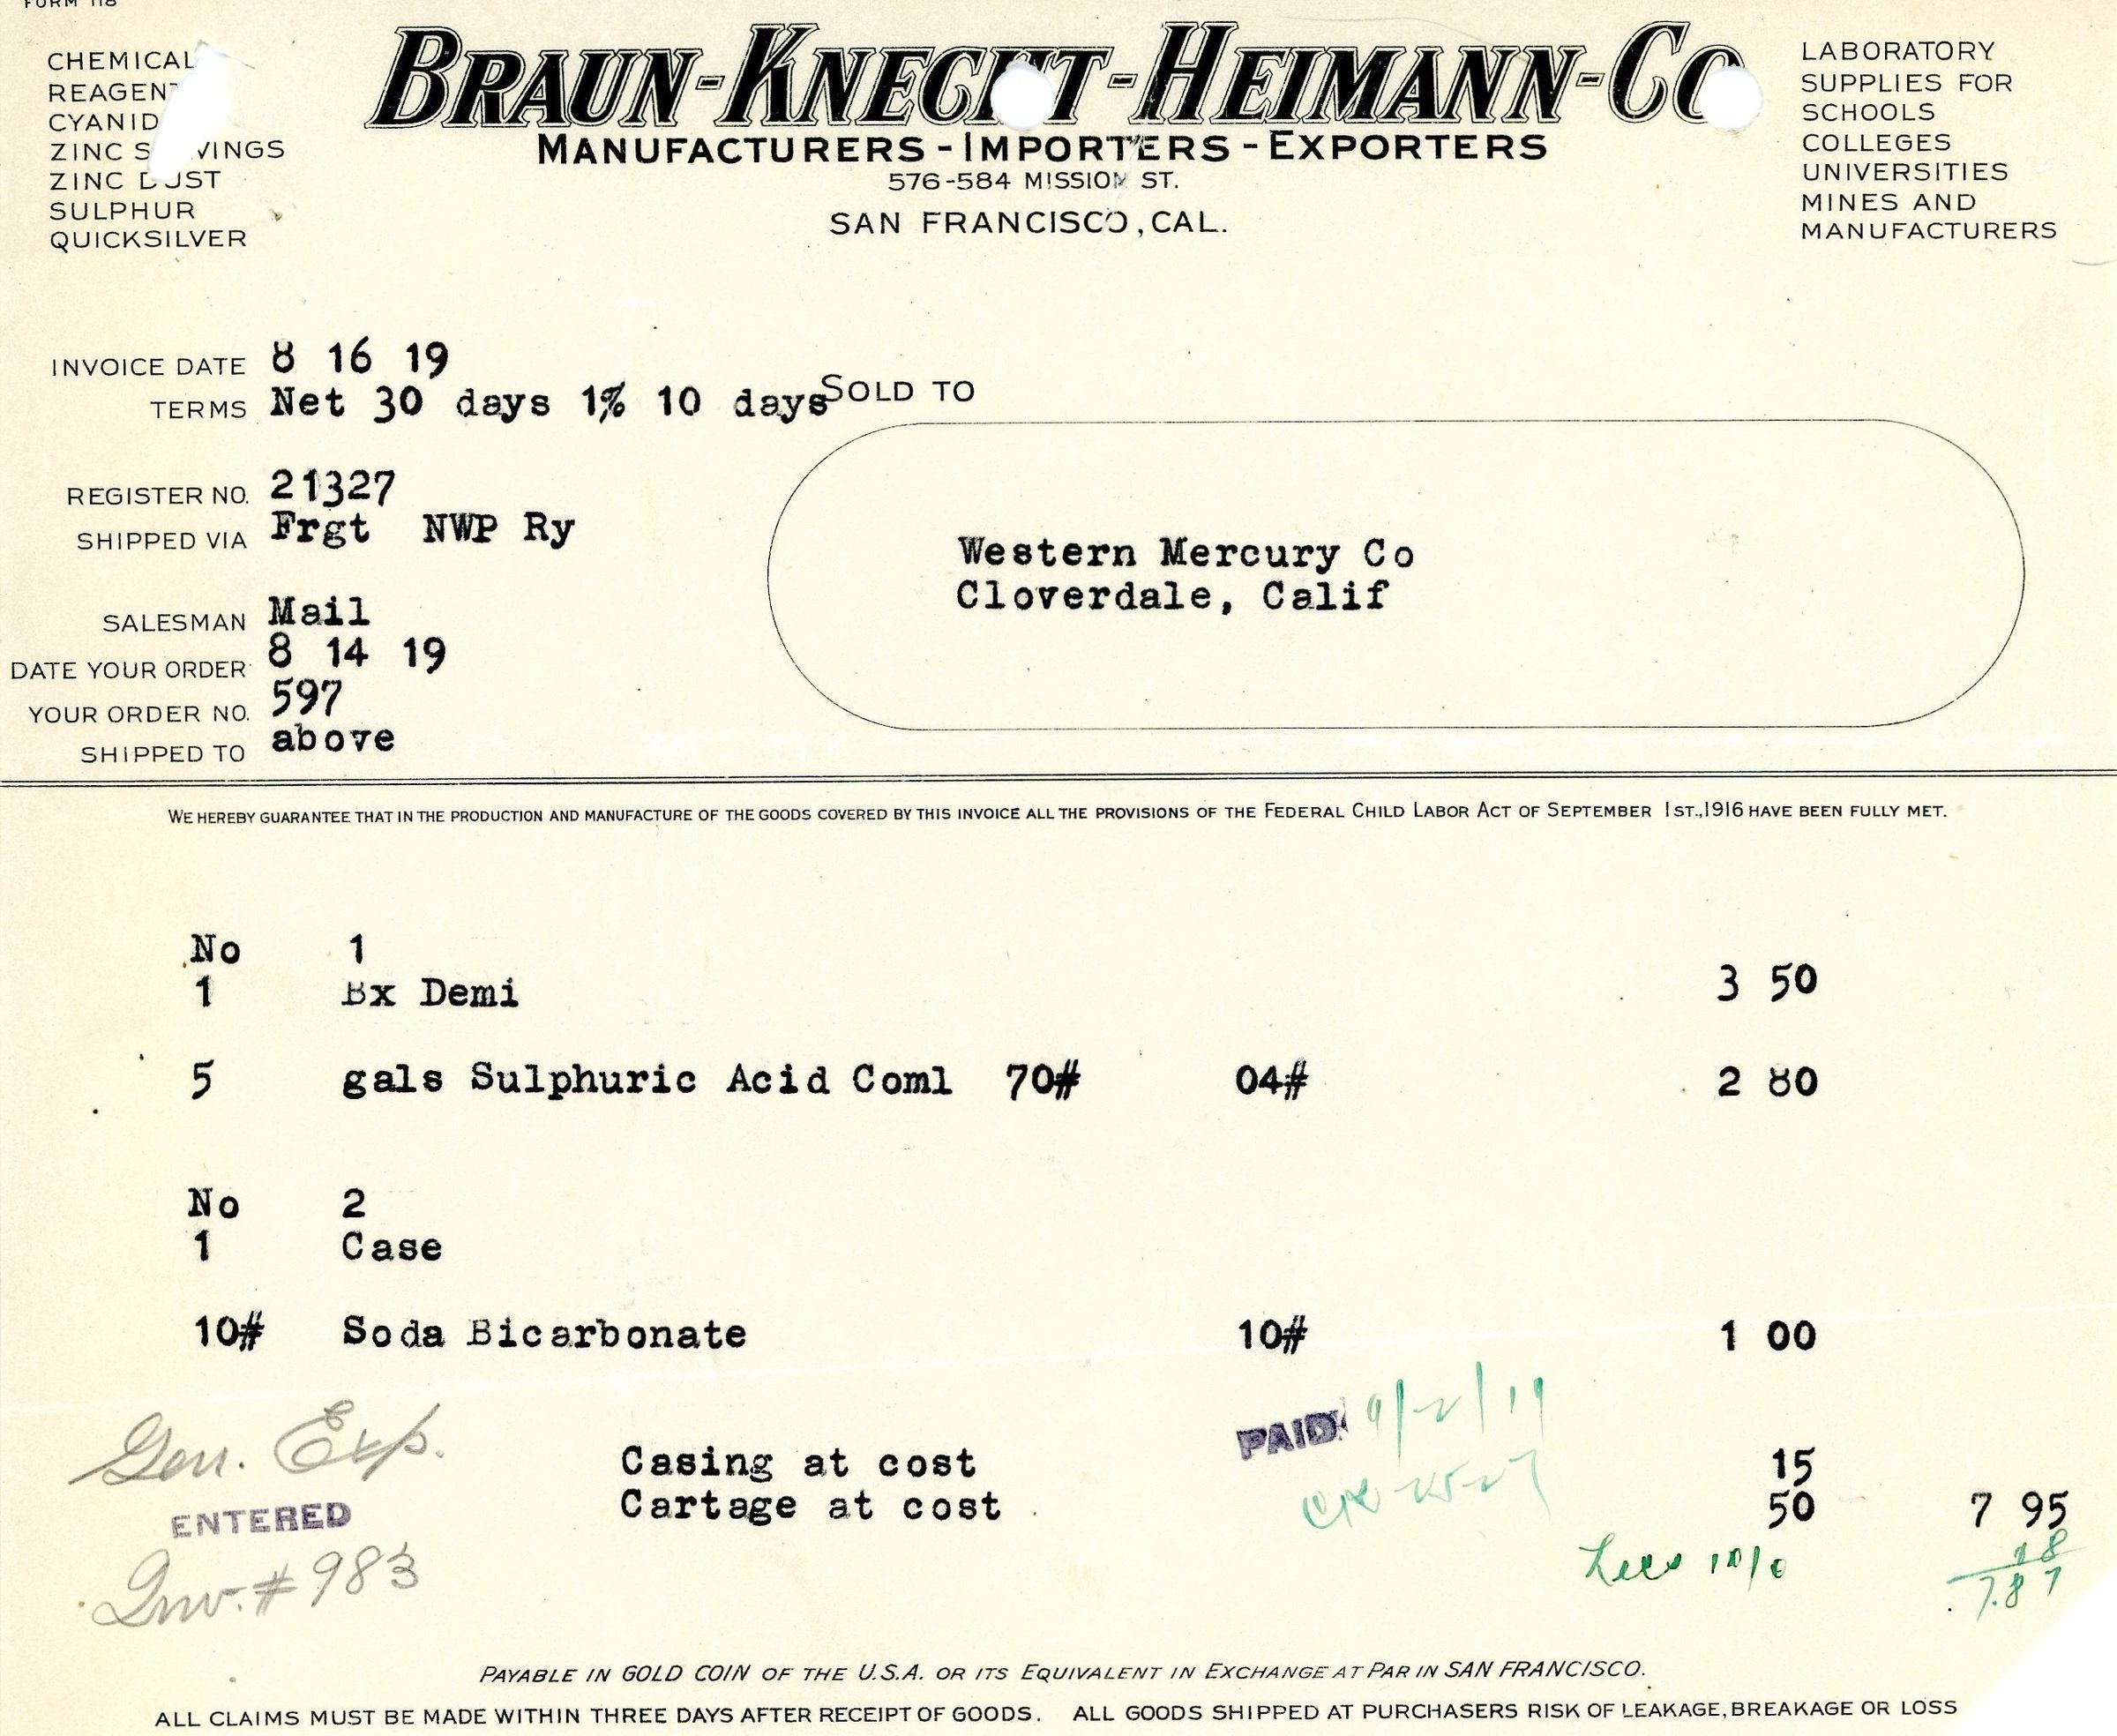 FORM 118
CHEMICAL
REAGENT
CYANID
ZINC S VINGS
ZINC DUST
SULPHUR
QUICKSILVER
BRAUN-KNECHT-HEIMANN-CO
MANUFACTURERS - IMPORTERS - EXPORTERS
576-584 MISSION ST.
SAN FRANCISCO, CAL.
LABORATORY
SUPPLIES FOR
SCHOOLS
COLLEGES
UNIVERSITIES
MINES AND
MANUFACTURERS
INVOICE DATE 8 16 19
TERMS Net 30 days 1% 10 days
REGISTER NO. 21327
SHIPPED VIA Frgt NWP Ry
SALESMAN Mail
DATE YOUR ORDER 8 14 19
YOUR ORDER NO. 597
SHIPPED TO above
SOLD TO
Western Mercury Co
Cloverdale, Calif
WE HEREBY GUARANTEE THAT IN THE PRODUCTION AND MANUFACTURE OF THE GOODS COVERED BY THIS INVOICE ALL THE PROVISIONS OF THE FEDERAL CHILD LABOR ACT OF SEPTEMBER 1ST., 1916 HAVE BEEN FULLY MET.
No 1
1 Bx Demi 3 50
5 gals Sulphuric Acid Coml 70# 04# 2 80
No 2
1 Case
10# Soda Bicarbonate 10# 1 00
Gen. Exp.
ENTERED
Inv. # 983
PAID 9/2/19
Casing at cost 15
Cartage at cost 50 7 95
Less 1%
8
7.87
PAYABLE IN GOLD COIN OF THE U.S.A. OR ITS EQUIVALENT IN EXCHANGE AT PAR IN SAN FRANCISCO.
ALL CLAIMS MUST BE MADE WITHIN THREE DAYS AFTER RECEIPT OF GOODS. ALL GOODS SHIPPED AT PURCHASERS RISK OF LEAKAGE, BREAKAGE OR LOSS